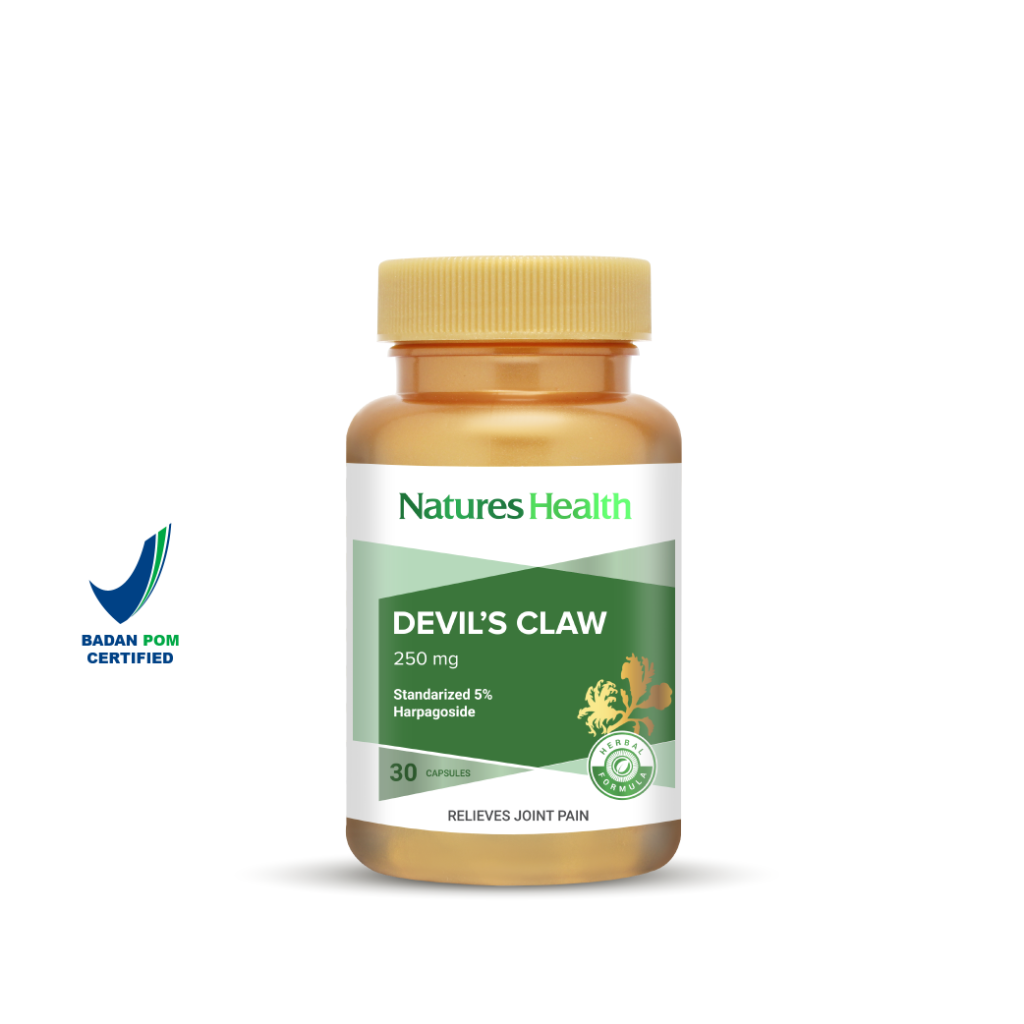 Natures Health
DEVIL'S CLAW
250 mg
Standarized 5%
Harpagoside
HERBAL
FORMULA
30 CAPSULES
RELIEVES JOINT PAIN
BADAN POM
CERTIFIED